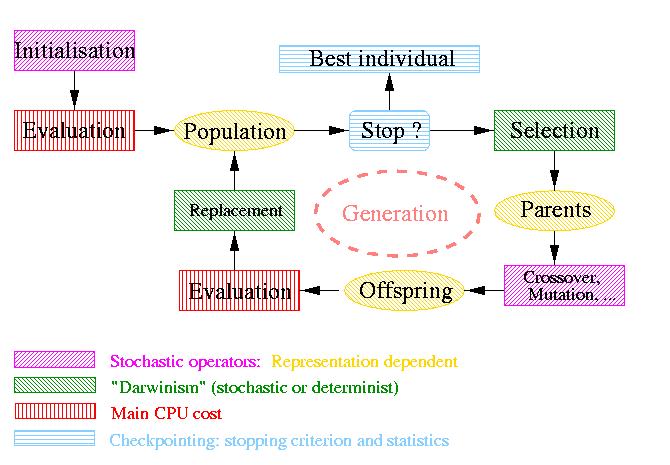 Initialisation
Best individual
Evaluation
Population
Stop ?
Selection
Replacement
Generation
Parents
Evaluation
Offspring
Crossover,
Mutation, ...
Stochastic operators: Representation dependent
"Darwinism" (stochastic or determinist)
Main CPU cost
Checkpointing: stopping criterion and statistics